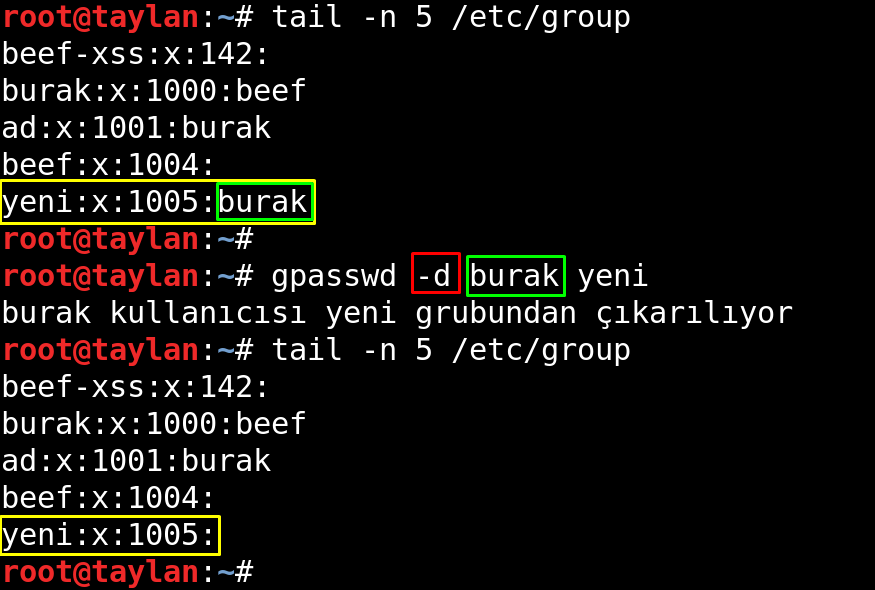 root@taylan:~# tail -n 5 /etc/group
beef-xss:x:142:
burak:x:1000:beef
ad:x:1001:burak
beef:x:1004:
yeni:x:1005:burak
root@taylan:~#
root@taylan:~# gpasswd -d burak yeni
burak kullanıcısı yeni grubundan çıkarılıyor
root@taylan:~# tail -n 5 /etc/group
beef-xss:x:142:
burak:x:1000:beef
ad:x:1001:burak
beef:x:1004:
yeni:x:1005:
root@taylan:~#